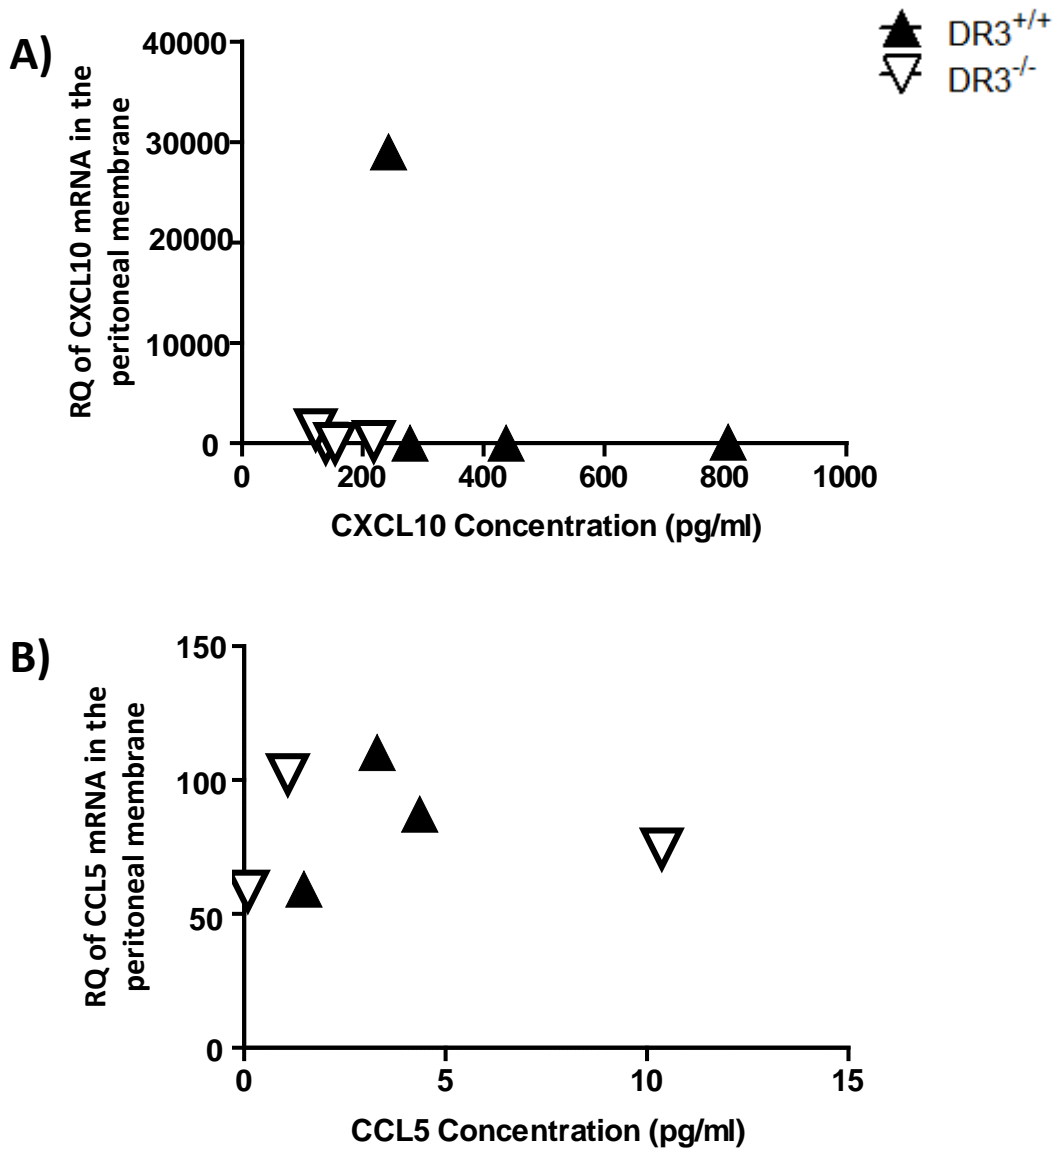 A)
DR3+/+
DR3-/-
RQ of CXCL10 mRNA in the
peritoneal membrane
40000
30000
20000
10000
0
0 200 400 600 800 1000
CXCL10 Concentration (pg/ml)
B)
RQ of CCL5 mRNA in the
peritoneal membrane
150
100
50
0
0 5 10 15
CCL5 Concentration (pg/ml)